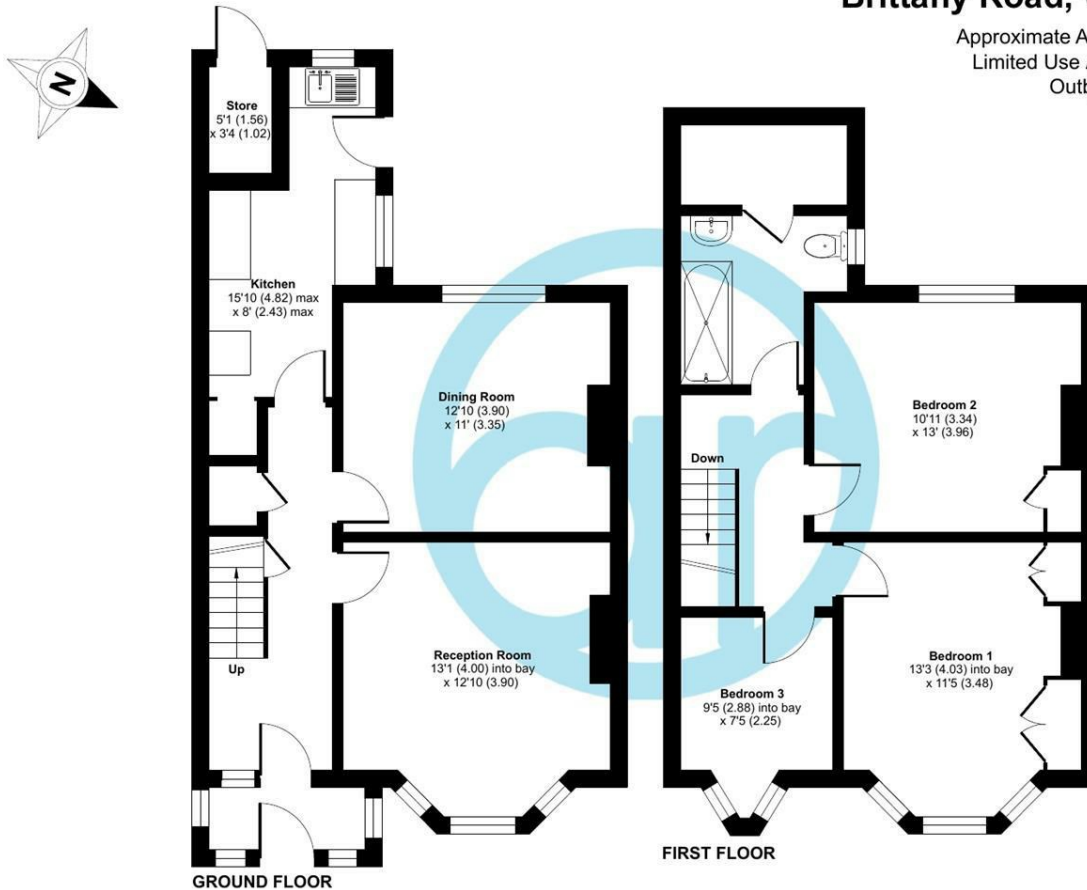 Brittany Road,
Approximate A
Limited Use
Outb
N
Store
5'1 (1.56)
x 3'4 (1.02)
Kitchen
15'10 (4.82) max
x 8' (2.43) max
Dining Room
12'10 (3.90)
x 11' (3.35)
Up
Reception Room
13'1 (4.00) into bay
x 12'10 (3.90)
GROUND FLOOR
Bedroom 2
10'11 (3.34)
x 13' (3.96)
Down
Bedroom 1
13'3 (4.03) into bay
x 11'5 (3.48)
Bedroom 3
9'5 (2.88) into bay
x 7'5 (2.25)
FIRST FLOOR
ar